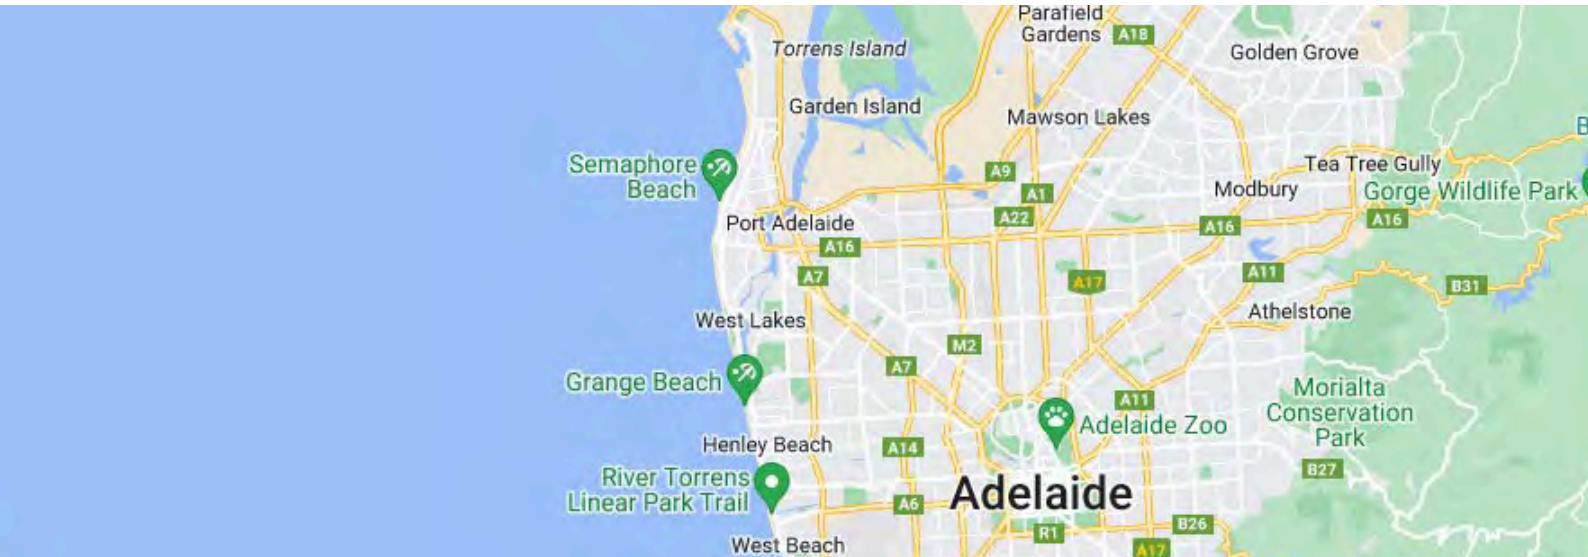 Parafield
Gardens
A18
Torrens Island
Golden Grove
Garden Island
Mawson Lakes
B
Semaphore
Beach
A9
Tea Tree Gully
A1
Modbury
Gorge Wildlife Park
Port Adelaide
A22
A16
A16
A16
A7
A17
A11
B31
West Lakes
Athelstone
M2
A7
Grange Beach
A11
Morialta
Conservation
Park
Adelaide Zoo
Henley Beach
A14
B27
River Torrens
Linear Park Trail
Adelaide
A6
R1
B26
West Beach
A17